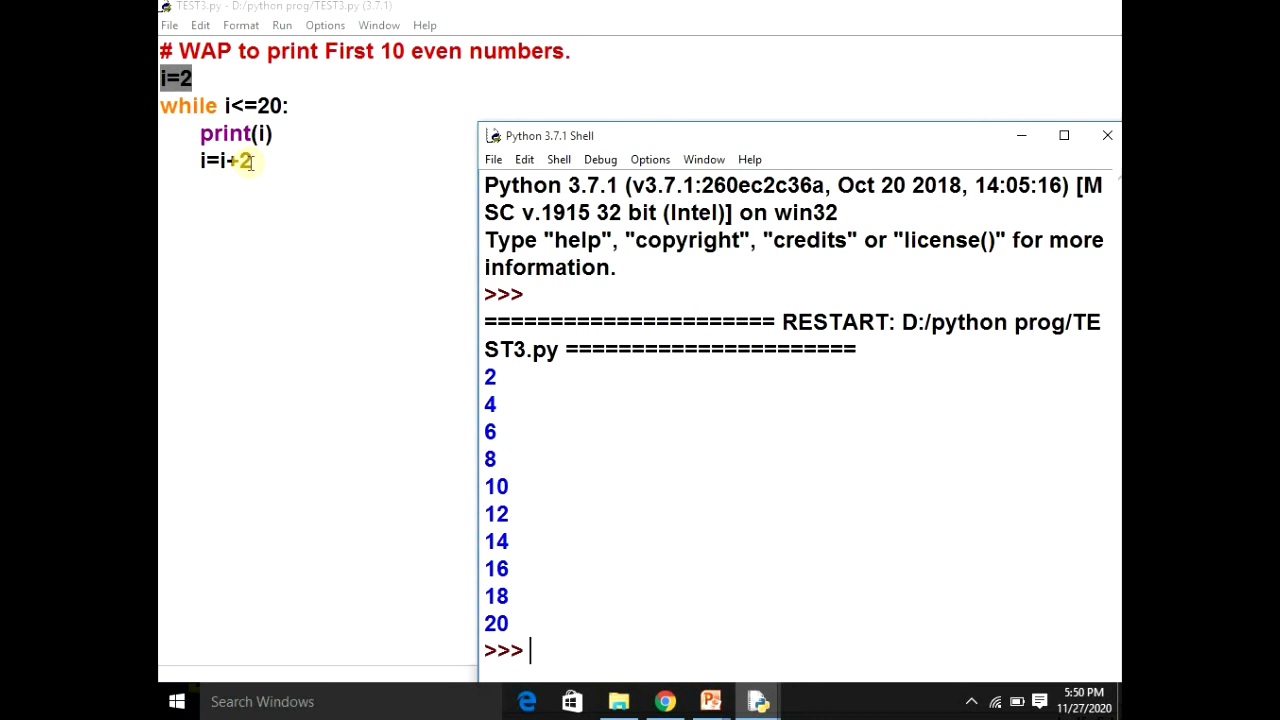 TEST3.py - D:/python prog/TEST3.py (3.7.1)
File Edit Format Run Options Window Help
# WAP to print First 10 even numbers.
i=2
while i<=20:
print(i)
i=i+2
Python 3.7.1 Shell
File Edit Shell Debug Options Window Help
Python 3.7.1 (v3.7.1:260ec2c36a, Oct 20 2018, 14:05:16) [M
SC v.1915 32 bit (Intel)] on win32
Type "help", "copyright", "credits" or "license()" for more
information.
>>>
====================== RESTART: D:/python prog/TE
ST3.py ======================
2
4
6
8
10
12
14
16
18
20
>>>
Search Windows
5:50 PM
11/27/2020